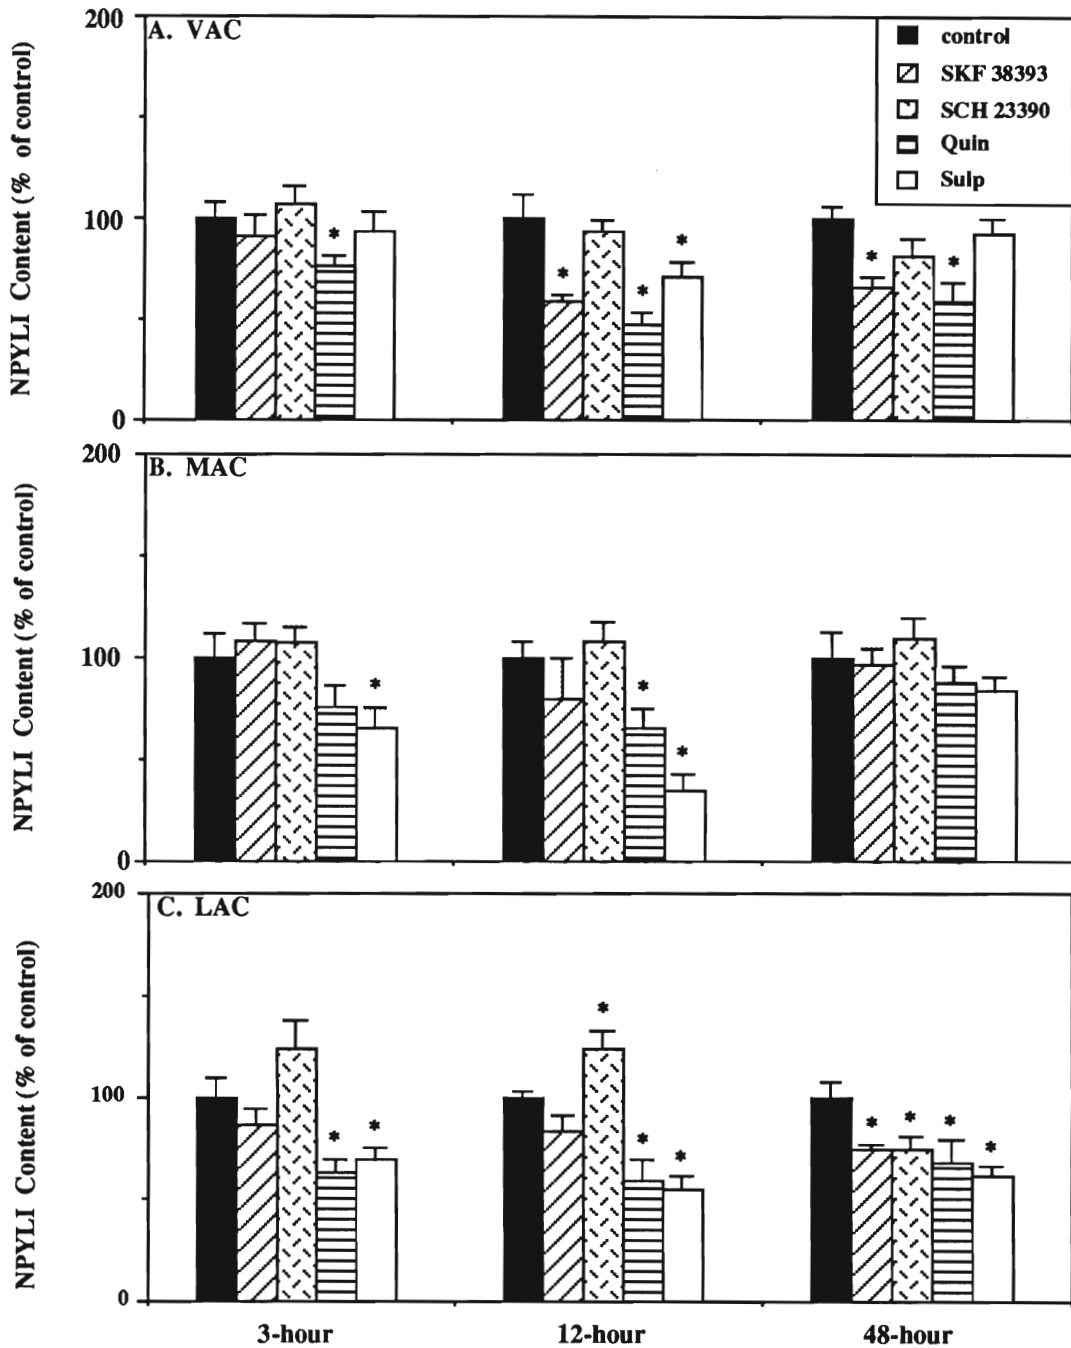 200
A. VAC
control
SKF 38393
SCH 23390
Quin
Sulp
NPYLI Content (% of control)
100
* * * * * *
0
200
B. MAC
NPYLI Content (% of control)
100
* * *
0
200
C. LAC
NPYLI Content (% of control)
100
* * * * * * * * *
0
3-hour 12-hour 48-hour